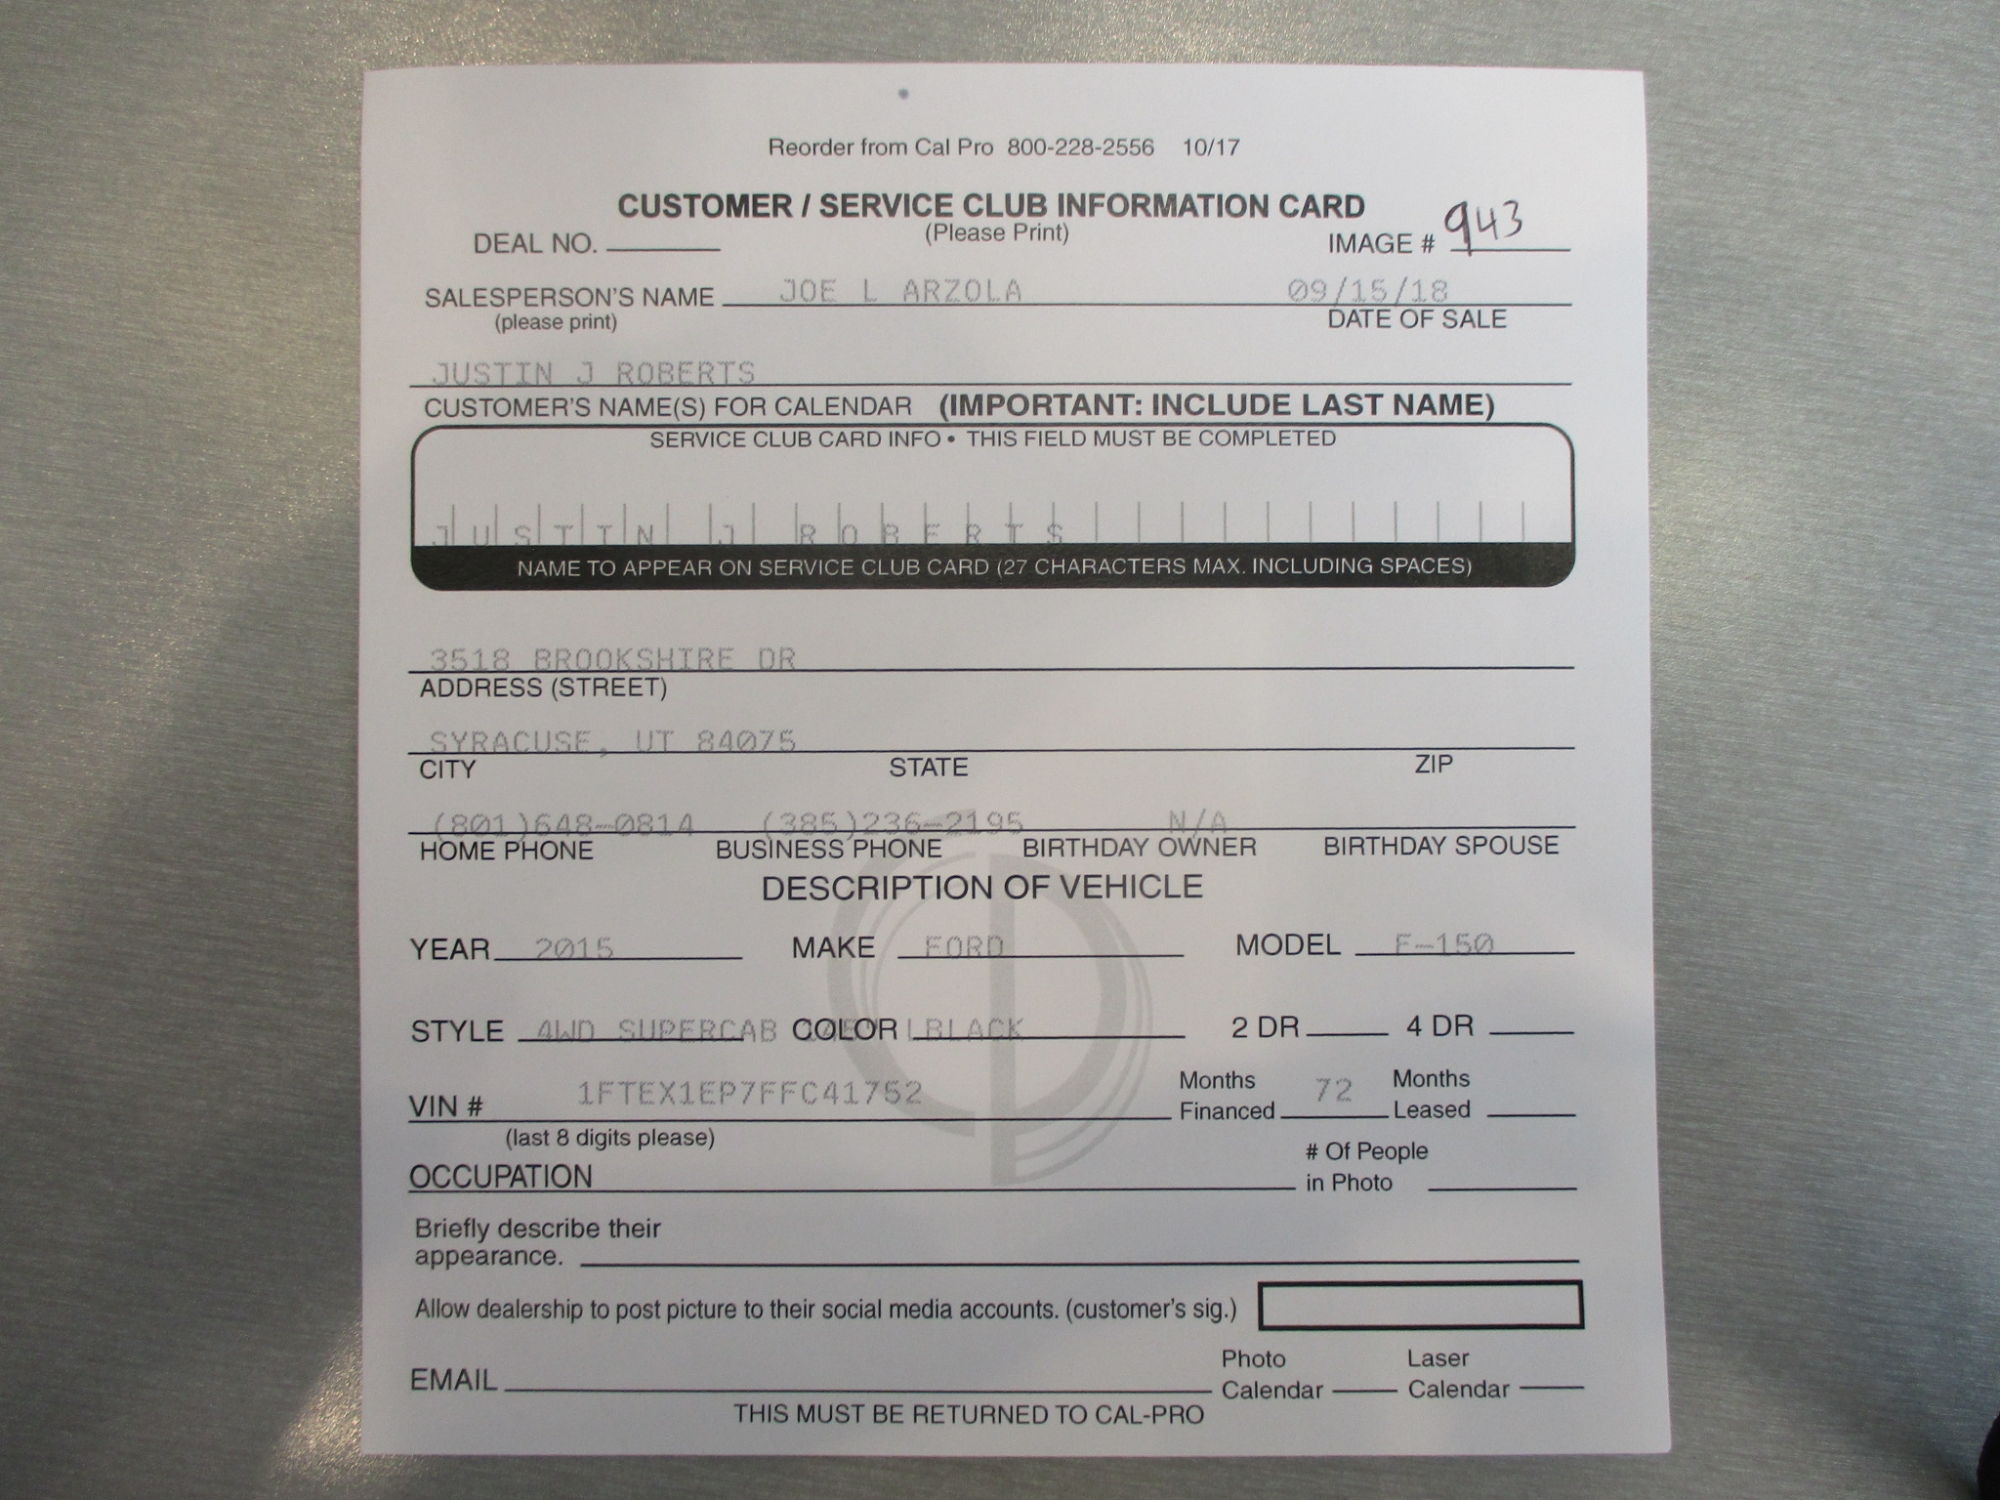 Reorder from Cal Pro 800-228-2556 10/17
CUSTOMER / SERVICE CLUB INFORMATION CARD
(Please Print)
DEAL NO. IMAGE # 943
SALESPERSON'S NAME JOE L ARZOLA 09/15/18
(please print) DATE OF SALE
JUSTIN J ROBERTS
CUSTOMER'S NAME(S) FOR CALENDAR (IMPORTANT: INCLUDE LAST NAME)
SERVICE CLUB CARD INFO • THIS FIELD MUST BE COMPLETED
J U S T I N J R O B E R T S
NAME TO APPEAR ON SERVICE CLUB CARD (27 CHARACTERS MAX. INCLUDING SPACES)
3518 BROOKSHIRE DR
ADDRESS (STREET)
SYRACUSE, UT 84075
CITY STATE ZIP
(801)648-0814 (385)236-2195 N/A
HOME PHONE BUSINESS PHONE BIRTHDAY OWNER BIRTHDAY SPOUSE
DESCRIPTION OF VEHICLE
YEAR 2015 MAKE FORD MODEL F-150
STYLE 4WD SUPERCAB COLOR BLACK 2 DR 4 DR
VIN # 1FTEX1EP7FFC41752 Months Financed 72 Months Leased
(last 8 digits please)
OCCUPATION # Of People in Photo
Briefly describe their
appearance.
Allow dealership to post picture to their social media accounts. (customer's sig.)
EMAIL Photo Calendar Laser Calendar
THIS MUST BE RETURNED TO CAL-PRO